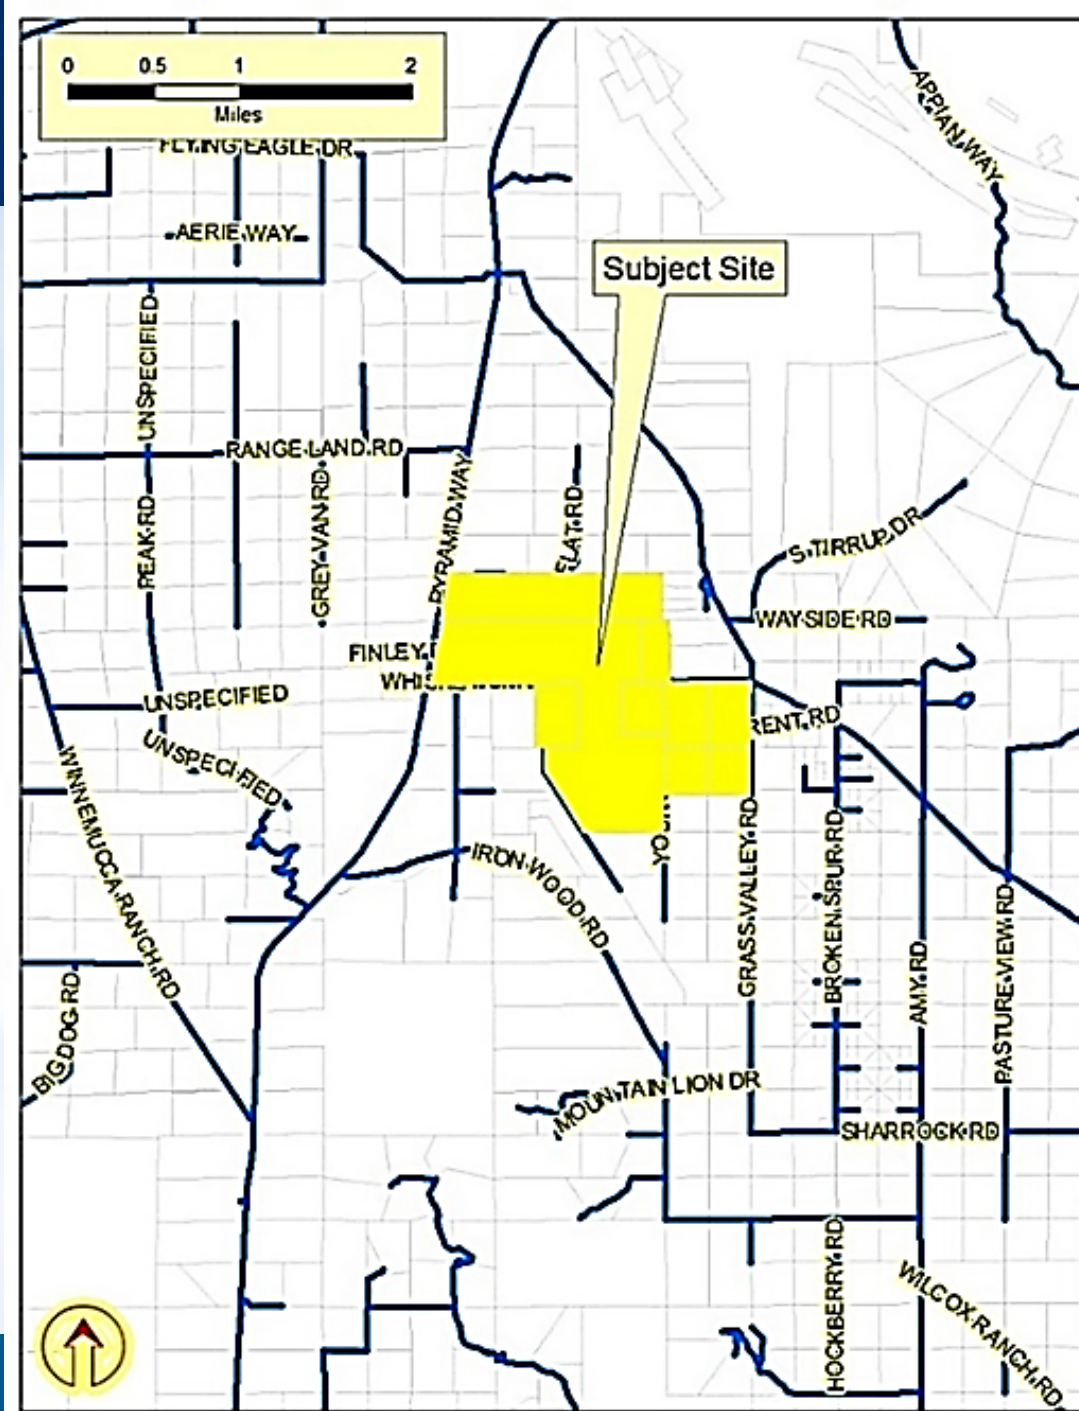 0 0.5 1 2
Miles
FLYING EAGLE DR
APPIAN WAY
AERIE WAY
Subject Site
UNSPECIFIED
RANGE LAND RD
PYRAMID WAY
PEAK RD
GREY VAN RD
FLAT RD
STIRRUP DR
WAYSIDE RD
FINLEY
UNSPECIFIED
RENT RD
UNSPECIFIED
WINNEMUCCA RANCH RD
IRON WOOD RD
GRASS VALLEY RD
BROKEN SPUR RD
AMY RD
PASTURE VIEW RD
BIG DOG RD
MOUNTAIN LION DR
SHARROCK RD
HOCKBERRY RD
WILCOX RANCH RD